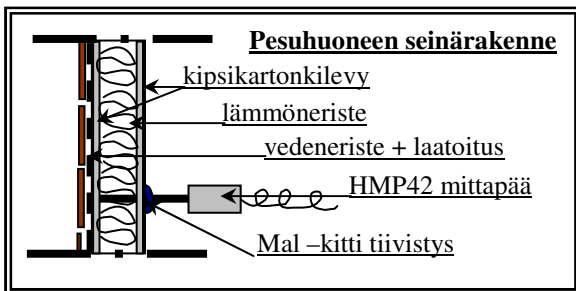 Pesuhuoneen seinärakenne
kipsikartonkilevy
lämmöneriste
vedeneriste + laatoitus
HMP42 mittapää
Mal –kitti tiivistys